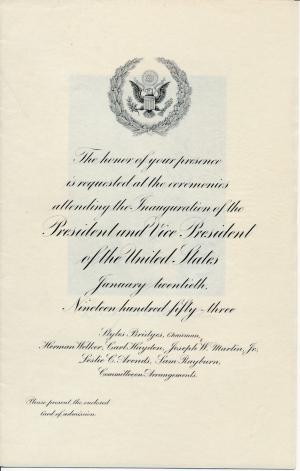 The honor of your presence
is requested at the ceremonies
attending the Inauguration of the
President and Vice President
of the United States
January twentieth
Nineteen hundred fifty-three
Styles Bridges, Chairman,
Herman Welker, Carl Hayden, Joseph W. Martin, Jr,
Leslie C. Arends, Sam Rayburn,
Committee on Arrangements.
Please present the enclosed
card of admission.